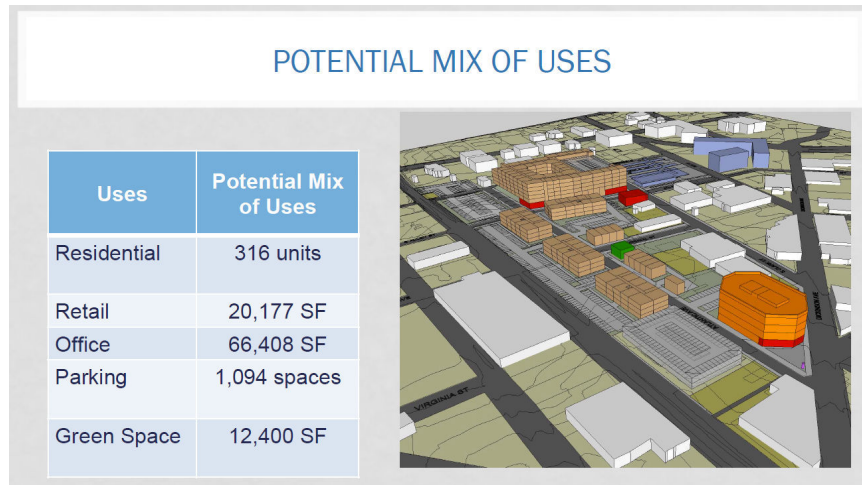 POTENTIAL MIX OF USES
Uses
Potential Mix
of Uses
Residential
316 units
Retail
20,177 SF
Office
66,408 SF
Parking
1,094 spaces
Green Space
12,400 SF
VIRGINIA ST